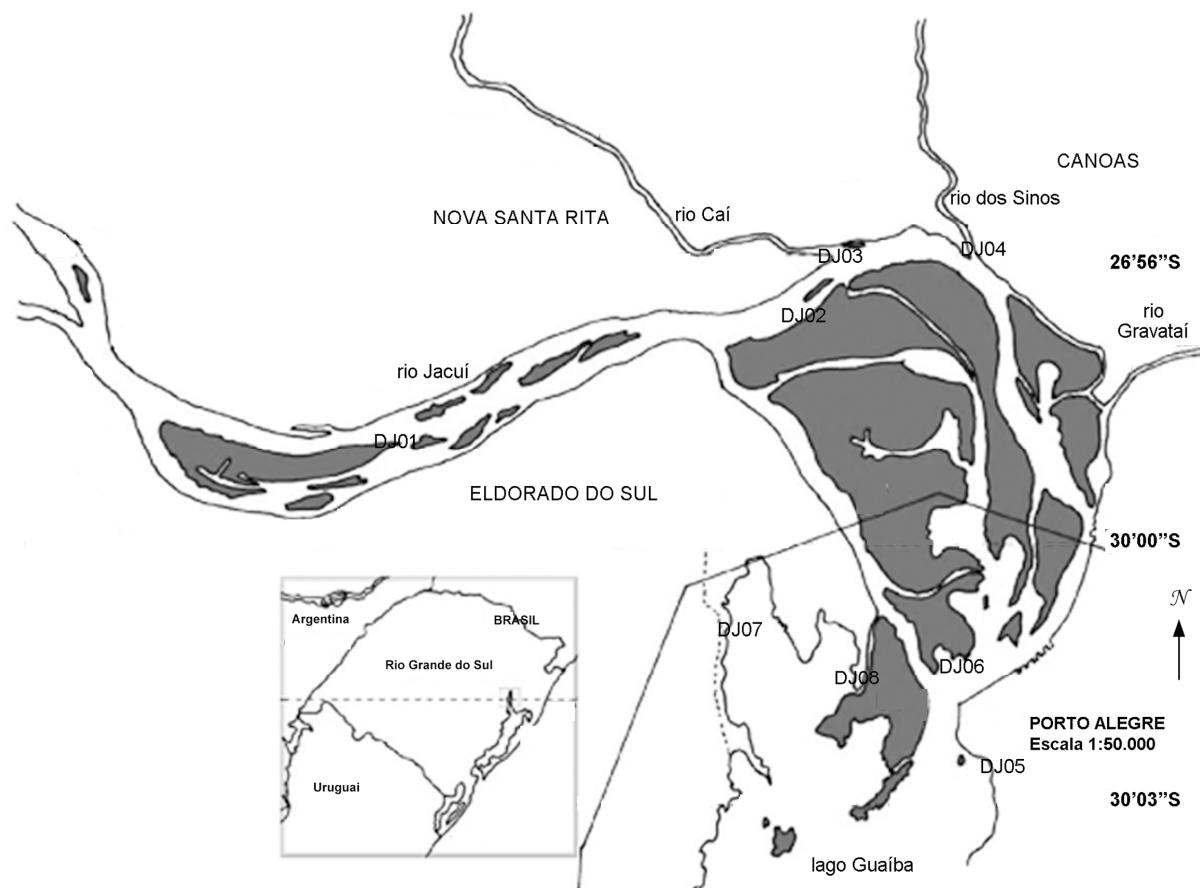 CANOAS
rio dos Sinos
rio Caí
NOVA SANTA RITA
DJ04
DJ03
26'56"S
DJ02
rio
Gravataí
rio Jacuí
DJ01
ELDORADO DO SUL
30'00"S
N
Argentina
BRASIL
Rio Grande do Sul
Uruguai
DJ07
DJ06
DJ08
PORTO ALEGRE
Escala 1:50.000
DJ05
30'03"S
lago Guaíba